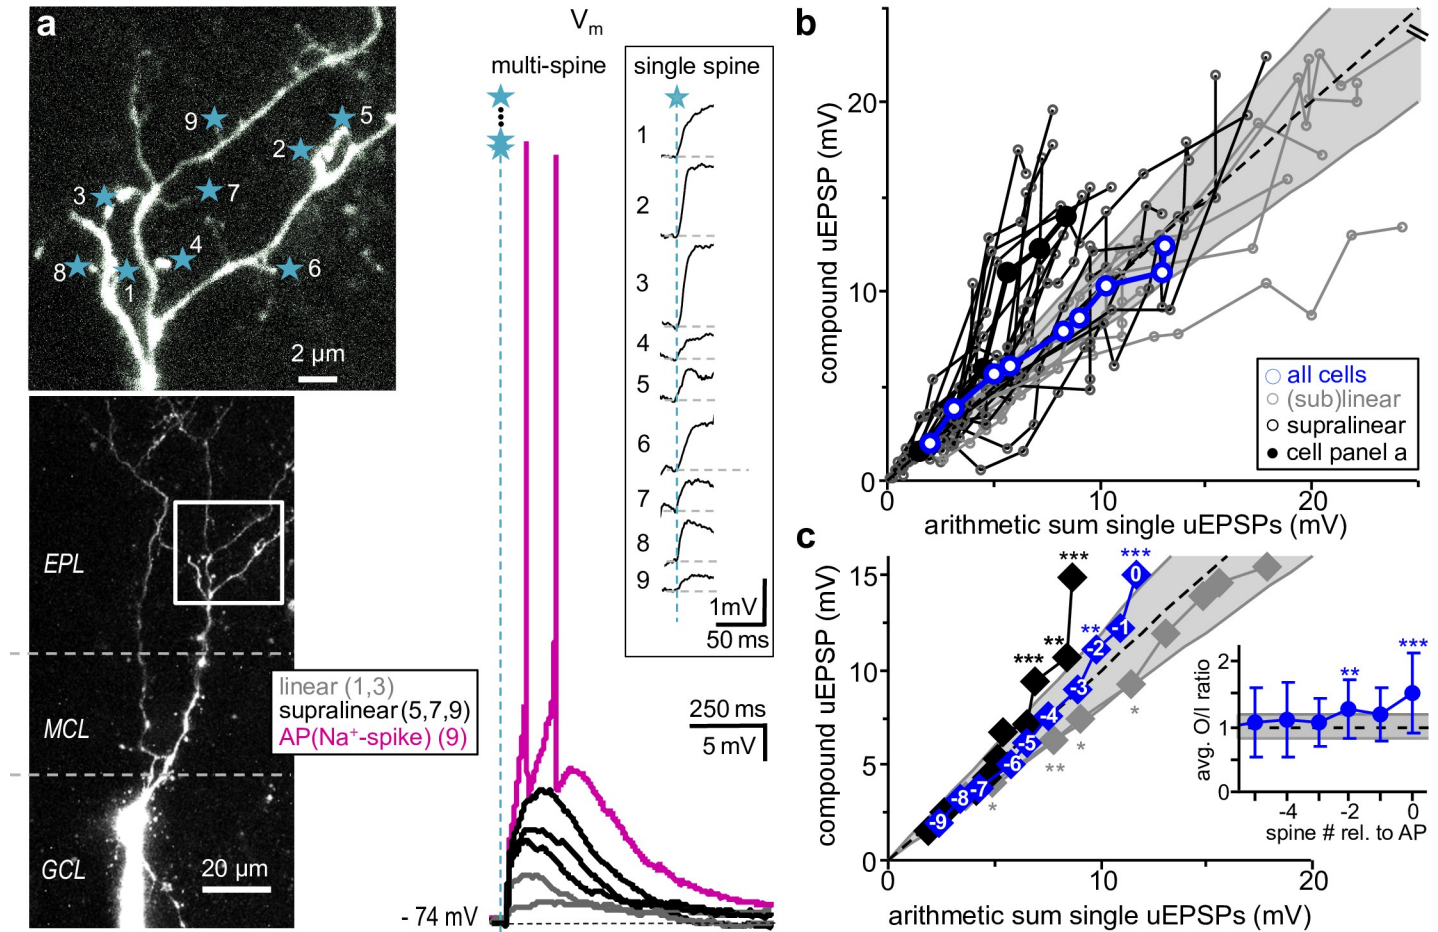 a
9
5
2
3
7
4
8
1
6
2 µm
EPL
MCL
GCL
20 µm
linear (1,3)
supralinear (5,7,9)
AP(Na⁺-spike) (9)
Vm
multi-spine
single spine
1
2
3
4
5
6
7
8
9
1mV
50 ms
250 ms
5 mV
- 74 mV
b
compound uEPSP (mV)
20
10
0
0
10
20
arithmetic sum single uEPSPs (mV)
all cells
(sub)linear
supralinear
cell panel a
c
compound uEPSP (mV)
15
10
5
0
0
10
20
arithmetic sum single uEPSPs (mV)
***
***
**
***
**
0
-1
-2
-3
-4
-5
-6
-7
-8
-9
*
*
**
*
avg. O/I ratio
2
1
0
**
***
-4
-2
0
spine # rel. to AP